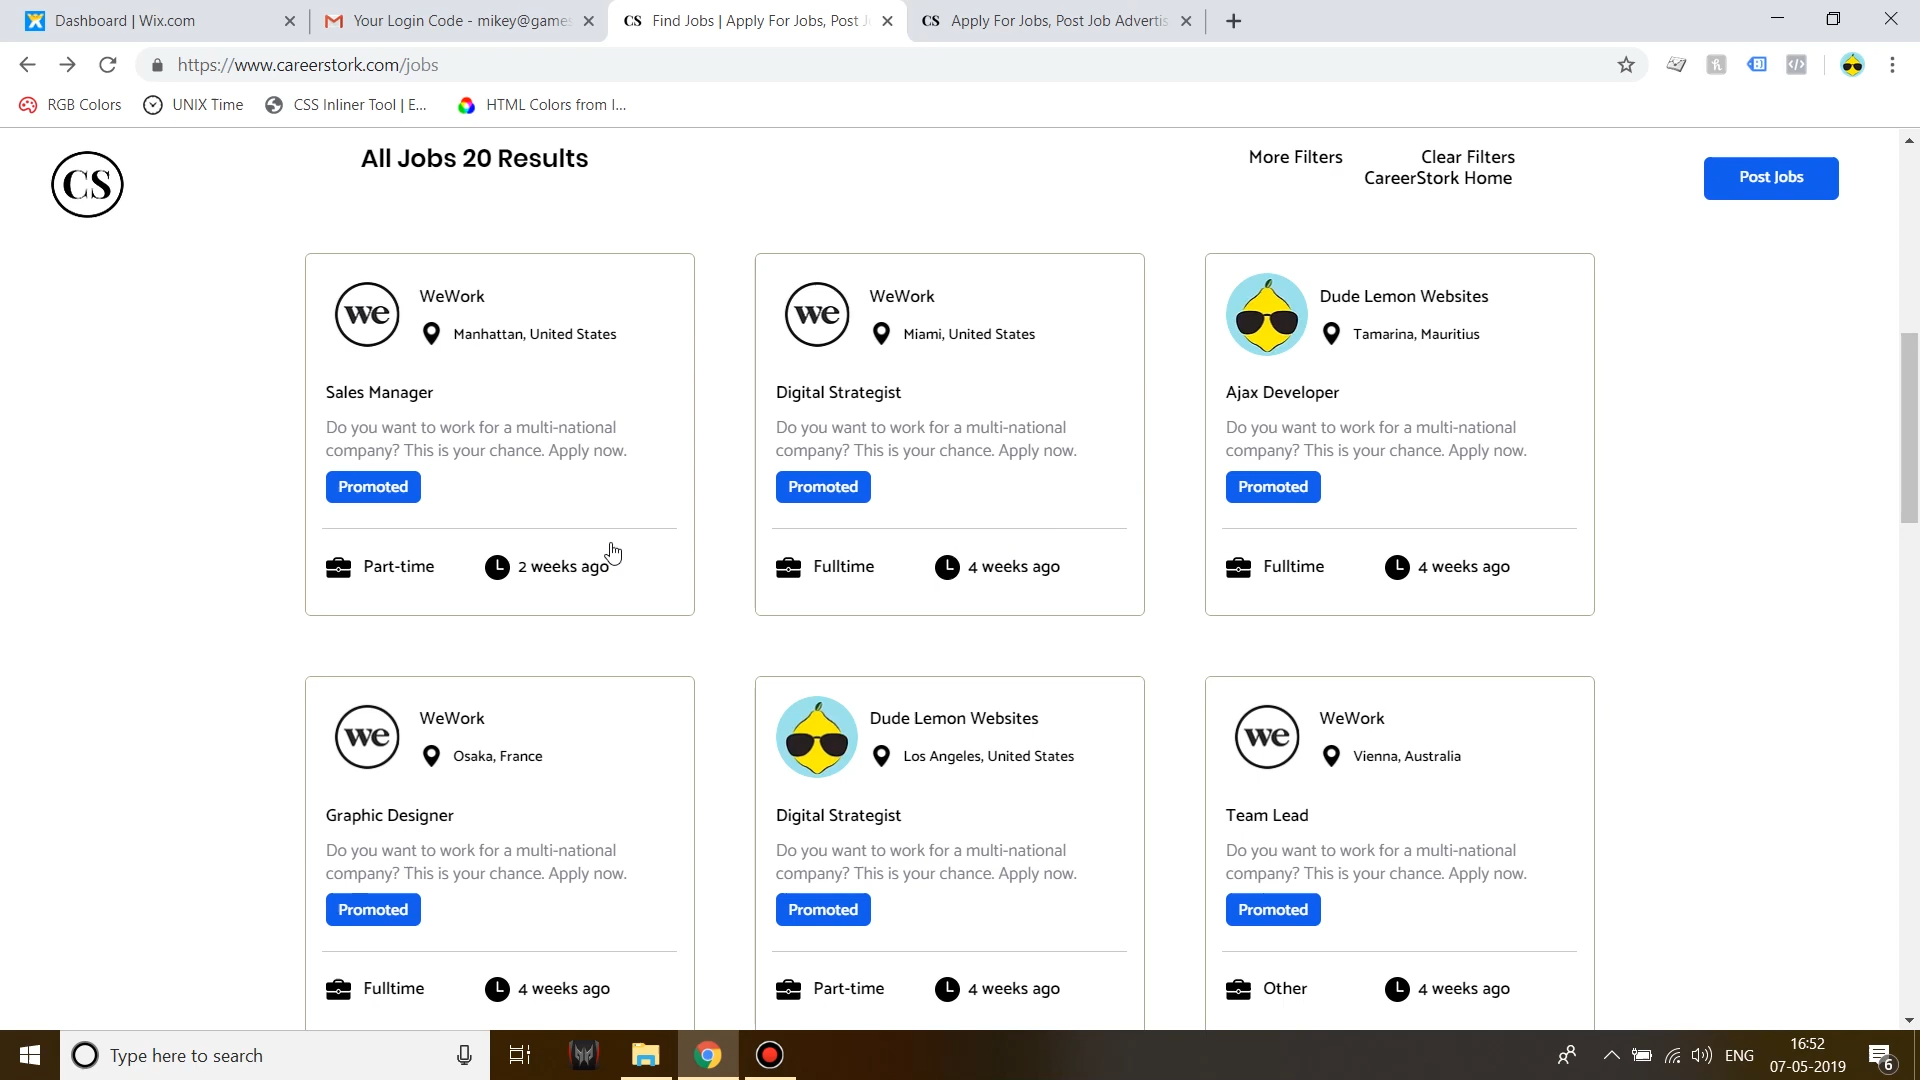 Dashboard | Wix.com
Your Login Code - mikey@games
Find Jobs | Apply For Jobs, Post J
CS Apply For Jobs, Post Job Advertis
https://www.careerstork.com/jobs
RGB Colors
UNIX Time
CSS Inliner Tool | E...
HTML Colors from I...
CS
All Jobs 20 Results
More Filters
Clear Filters
CareerStork Home
Post Jobs
we
WeWork
Manhattan, United States
Sales Manager
Do you want to work for a multi-national
company? This is your chance. Apply now.
Promoted
Part-time
2 weeks ago
we
WeWork
Miami, United States
Digital Strategist
Do you want to work for a multi-national
company? This is your chance. Apply now.
Promoted
Fulltime
4 weeks ago
Dude Lemon Websites
Tamarina, Mauritius
Ajax Developer
Do you want to work for a multi-national
company? This is your chance. Apply now.
Promoted
Fulltime
4 weeks ago
we
WeWork
Osaka, France
Graphic Designer
Do you want to work for a multi-national
company? This is your chance. Apply now.
Promoted
Fulltime
4 weeks ago
Dude Lemon Websites
Los Angeles, United States
Digital Strategist
Do you want to work for a multi-national
company? This is your chance. Apply now.
Promoted
Part-time
4 weeks ago
we
WeWork
Vienna, Australia
Team Lead
Do you want to work for a multi-national
company? This is your chance. Apply now.
Promoted
Other
4 weeks ago
Type here to search
ENG
16:52
07-05-2019
6